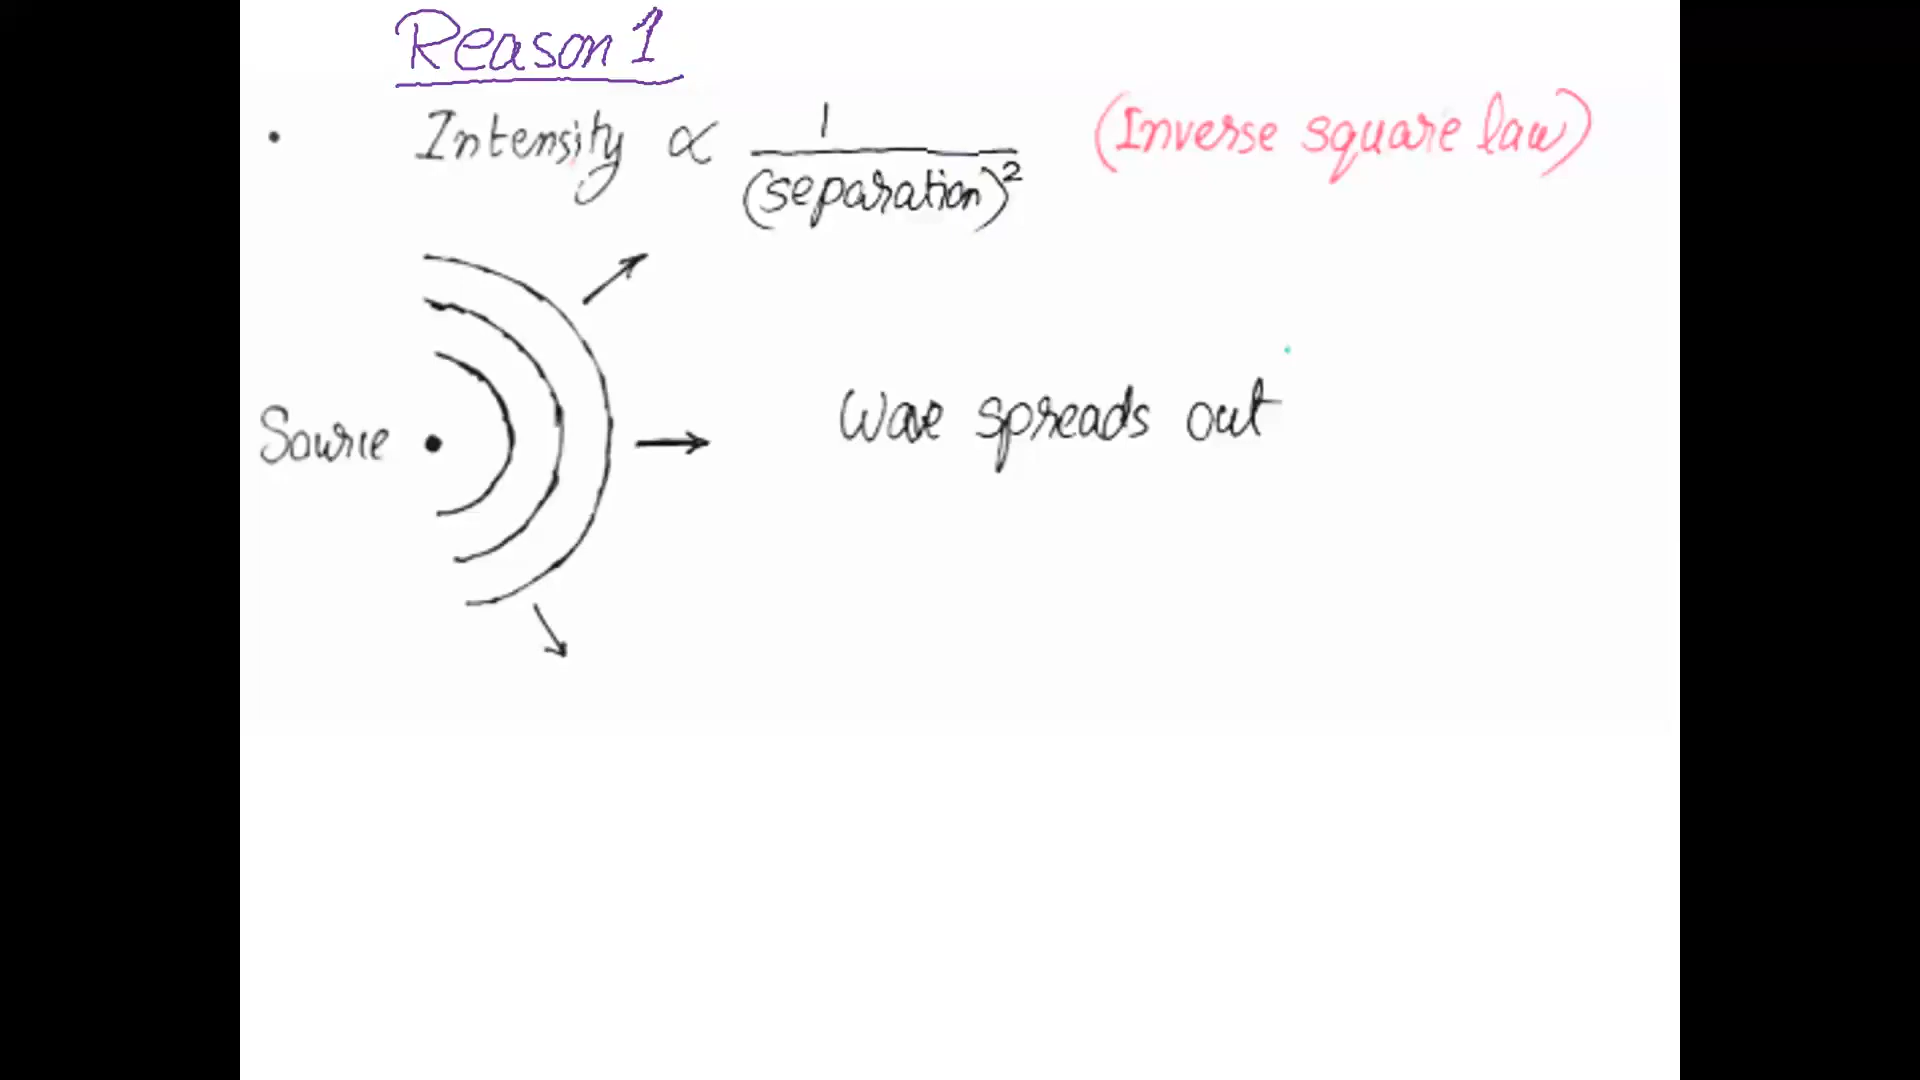 Reason 1
• Intensity ∝ 1/(separation)² (Inverse square law)
Wave spreads out
Source